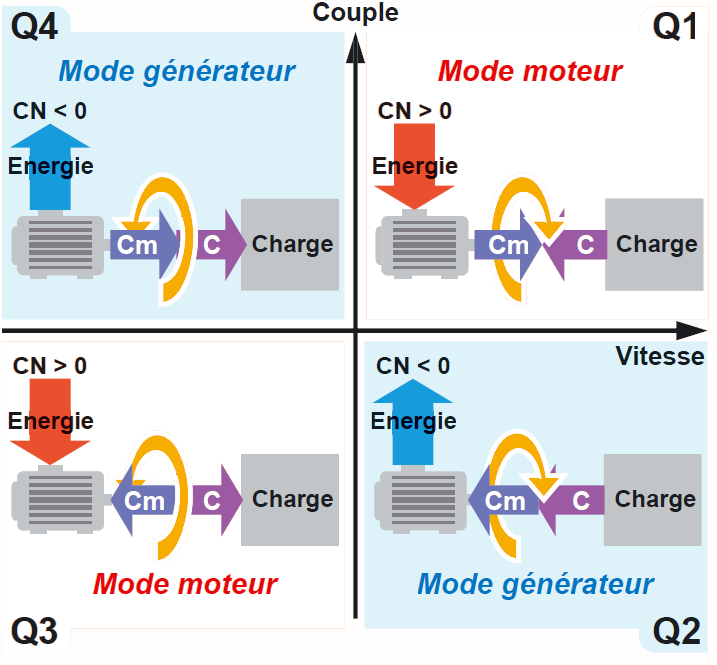 Couple
Q4
Mode générateur
CN < 0
Energie
Cm
C
Charge
Q1
Mode moteur
CN > 0
Energie
Cm
C
Charge
Vitesse
CN > 0
Energie
Cm
C
Charge
Mode moteur
Q3
CN < 0
Energie
Cm
C
Charge
Mode générateur
Q2